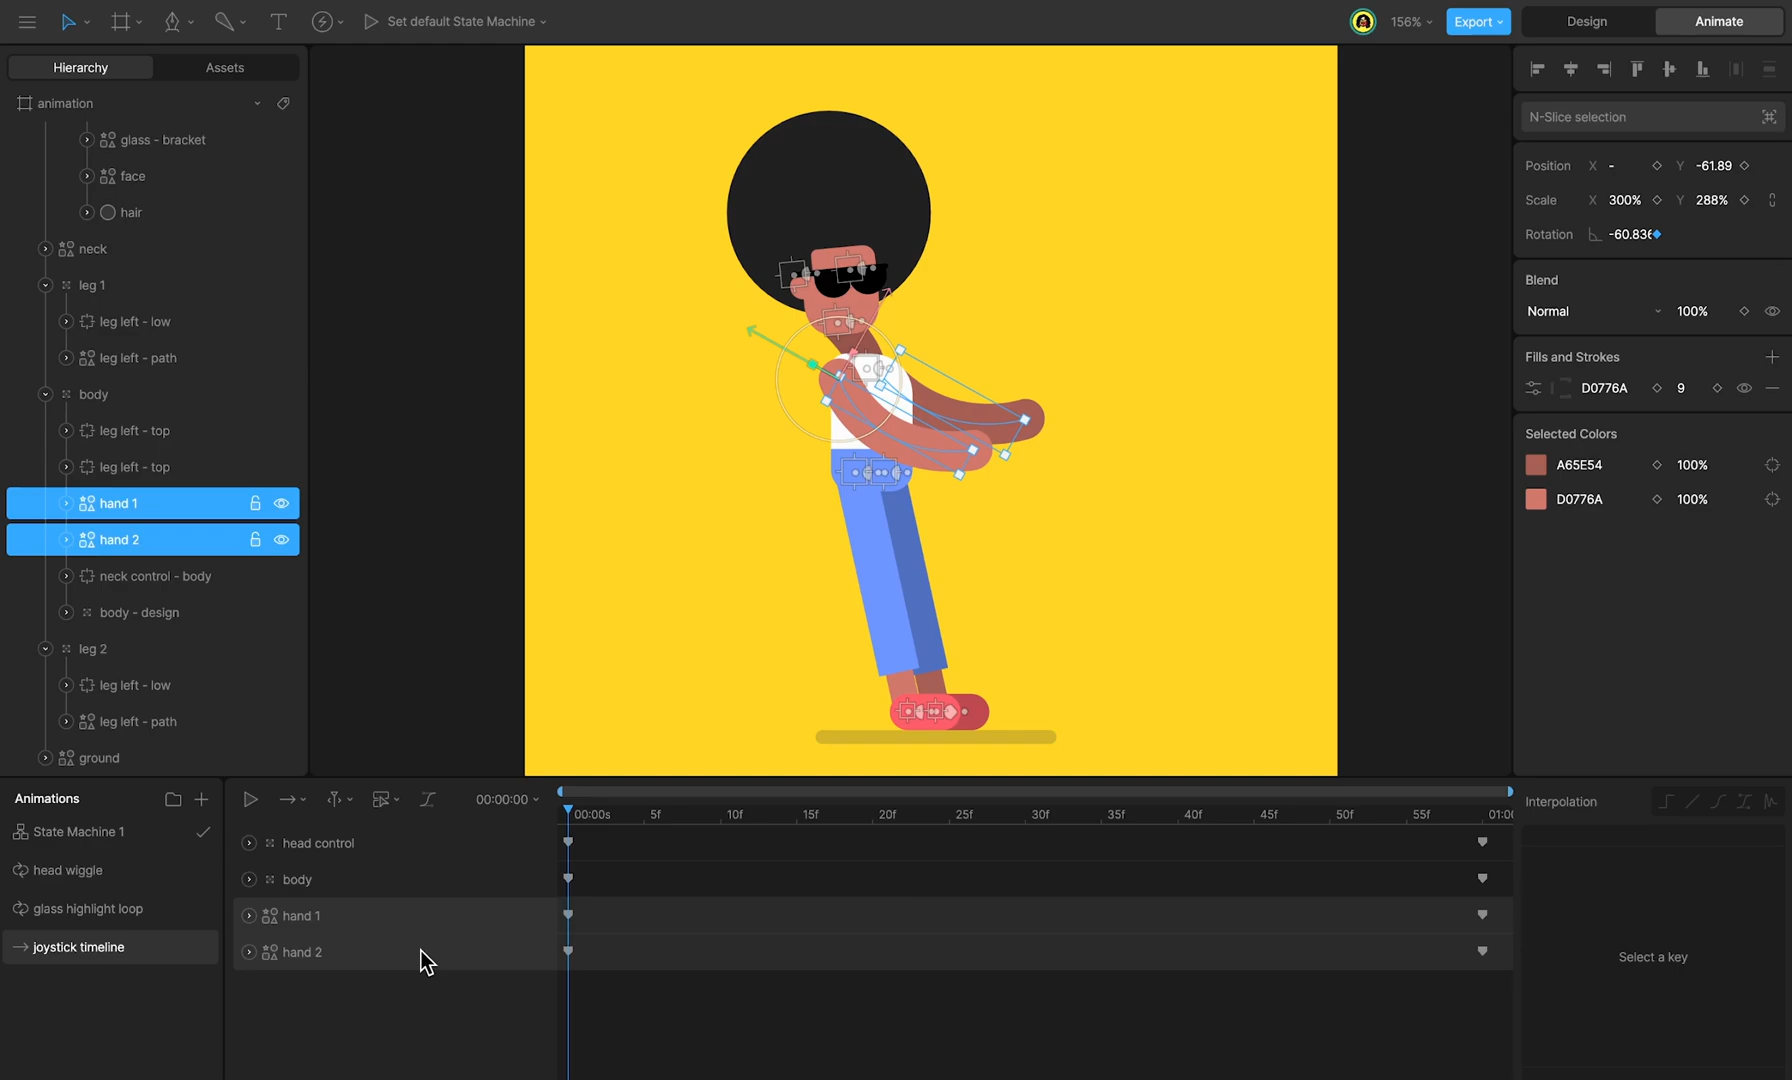 Set default State Machine
156%
Export
Design
Animate
Hierarchy
Assets
animation
glass - bracket
face
hair
neck
leg 1
leg left - low
leg left - path
body
leg left - top
leg left - top
hand 1
hand 2
neck control - body
body - design
leg 2
leg left - low
leg left - path
ground
N-Slice selection
Position X - Y -61.89
Scale X 300% Y 288%
Rotation -60.836
Blend
Normal 100%
Fills and Strokes
D0776A 9
Selected Colors
A65E54 100%
D0776A 100%
Animations
State Machine 1
head wiggle
glass highlight loop
joystick timeline
00:00:00
00:00s 5f 10f 15f 20f 25f 30f 35f 40f 45f 50f 55f 01:00
head control
body
hand 1
hand 2
Interpolation
Select a key